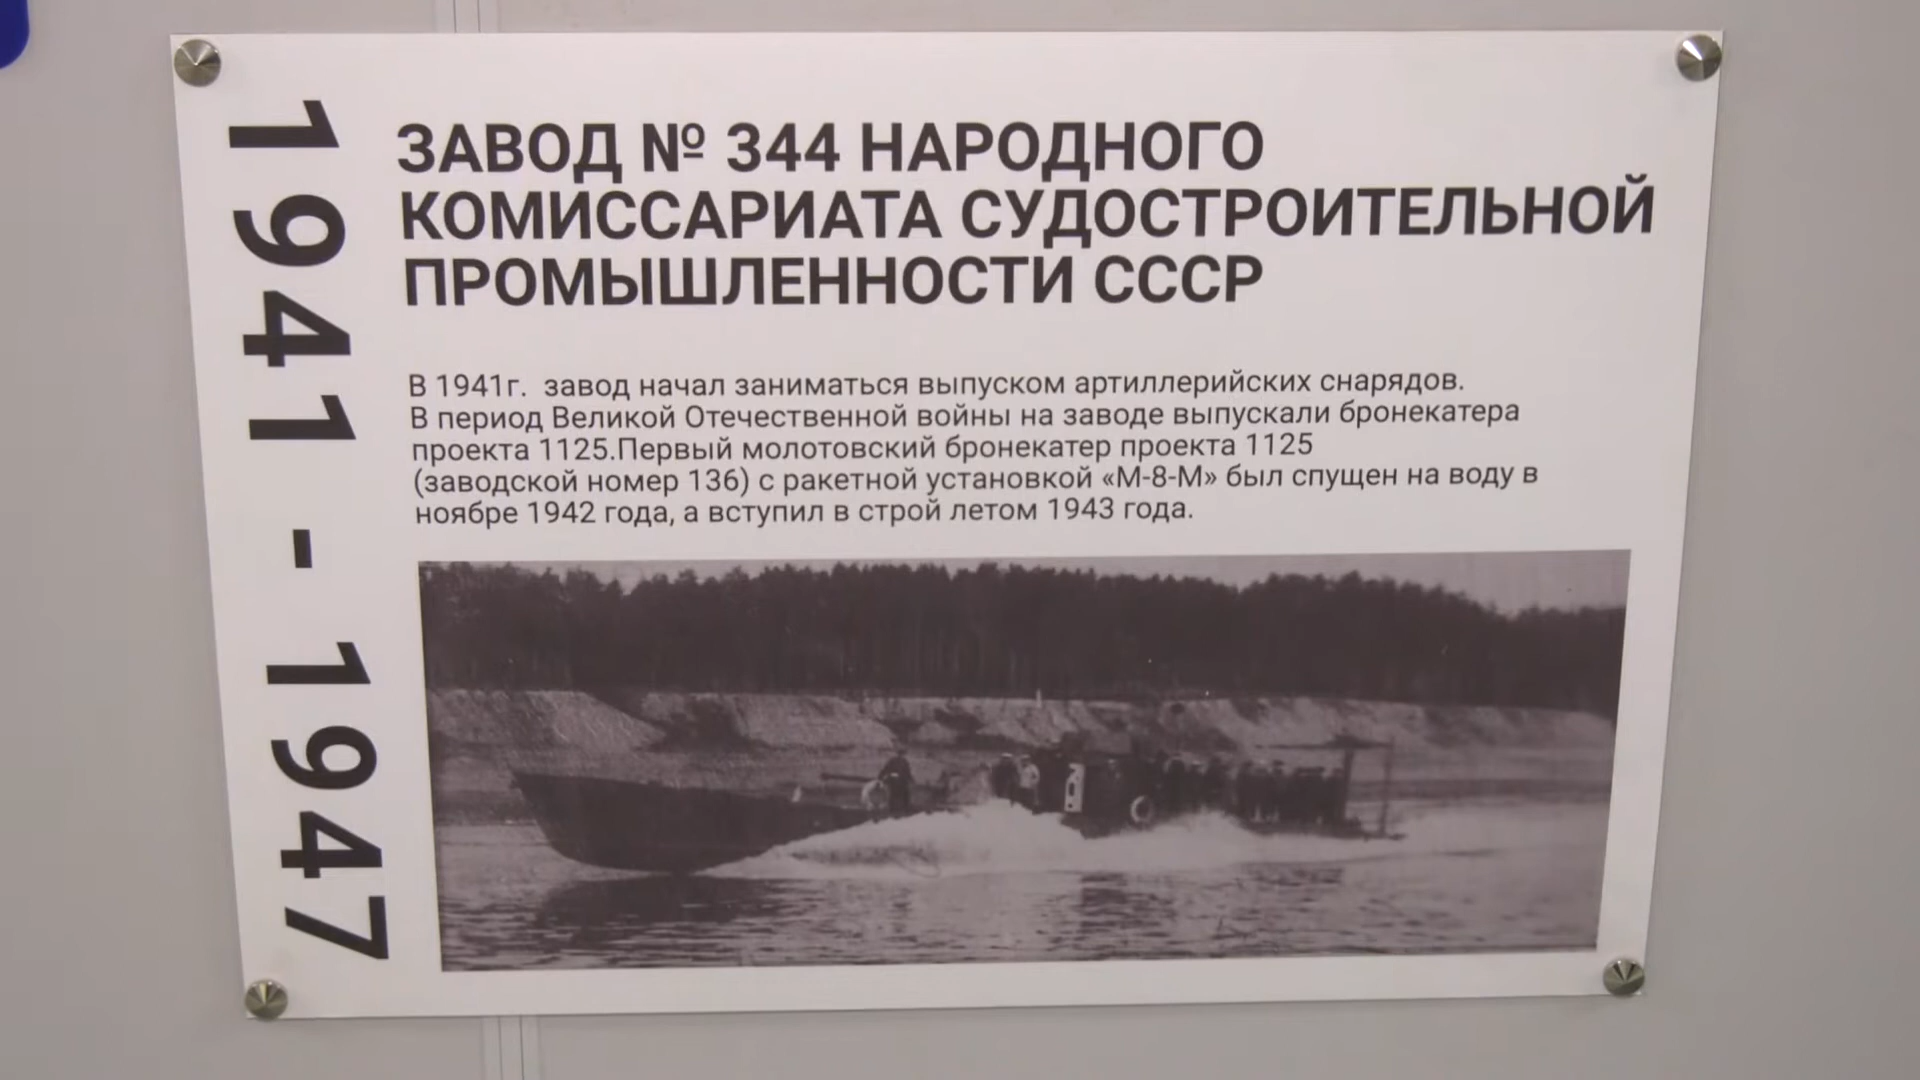 1941 - 1947
ЗАВОД № 344 НАРОДНОГО
КОМИССАРИАТА СУДОСТРОИТЕЛЬНОЙ
ПРОМЫШЛЕННОСТИ СССР
В 1941г. завод начал заниматься выпуском артиллерийских снарядов.
В период Великой Отечественной войны на заводе выпускали бронекатера
проекта 1125.Первый молотовский бронекатер проекта 1125
(заводской номер 136) с ракетной установкой «М-8-М» был спущен на воду в
ноябре 1942 года, а вступил в строй летом 1943 года.